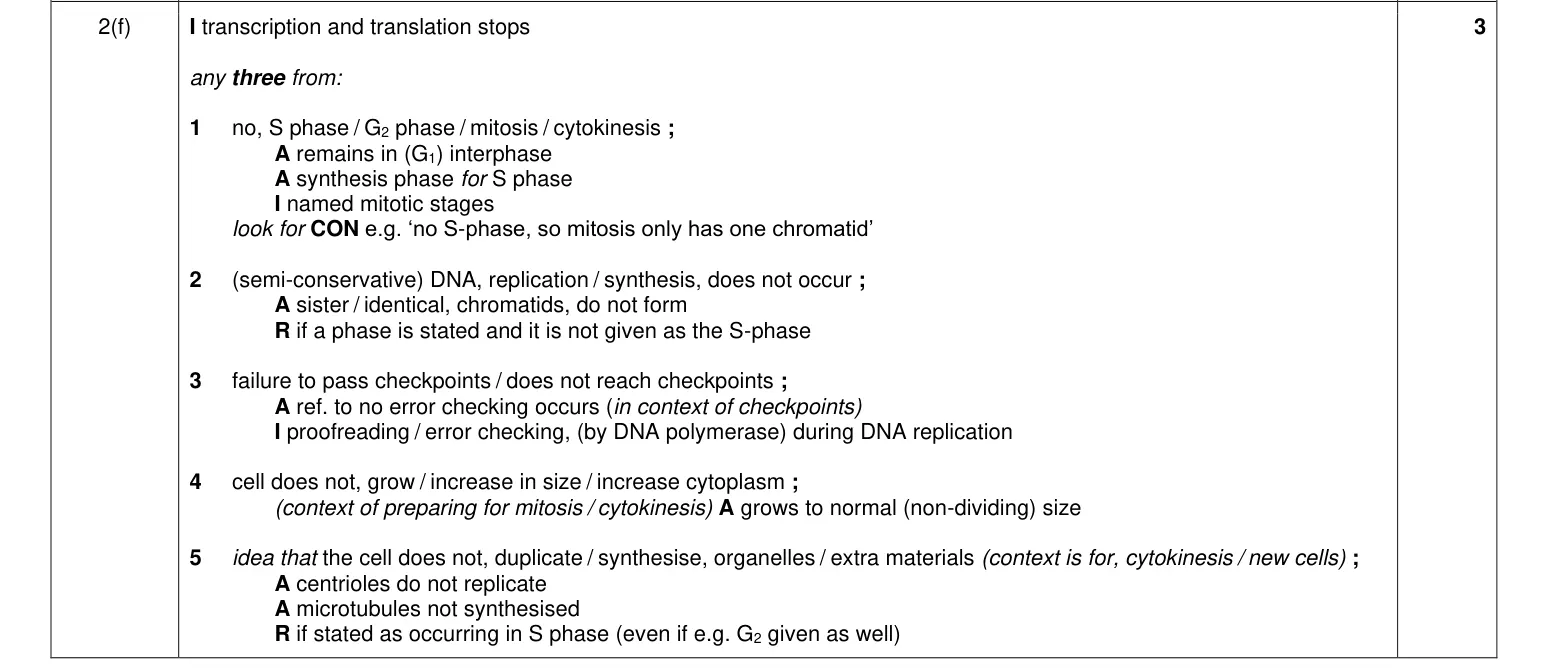 2(f) I transcription and translation stops 3
any three from:
1 no, S phase / G₂ phase / mitosis / cytokinesis ;
A remains in (G₁) interphase
A synthesis phase for S phase
I named mitotic stages
look for CON e.g. ‘no S-phase, so mitosis only has one chromatid’
2 (semi-conservative) DNA, replication / synthesis, does not occur ;
A sister / identical, chromatids, do not form
R if a phase is stated and it is not given as the S-phase
3 failure to pass checkpoints / does not reach checkpoints ;
A ref. to no error checking occurs (in context of checkpoints)
I proofreading / error checking, (by DNA polymerase) during DNA replication
4 cell does not, grow / increase in size / increase cytoplasm ;
(context of preparing for mitosis / cytokinesis) A grows to normal (non-dividing) size
5 idea that the cell does not, duplicate / synthesise, organelles / extra materials (context is for, cytokinesis / new cells) ;
A centrioles do not replicate
A microtubules not synthesised
R if stated as occurring in S phase (even if e.g. G₂ given as well)